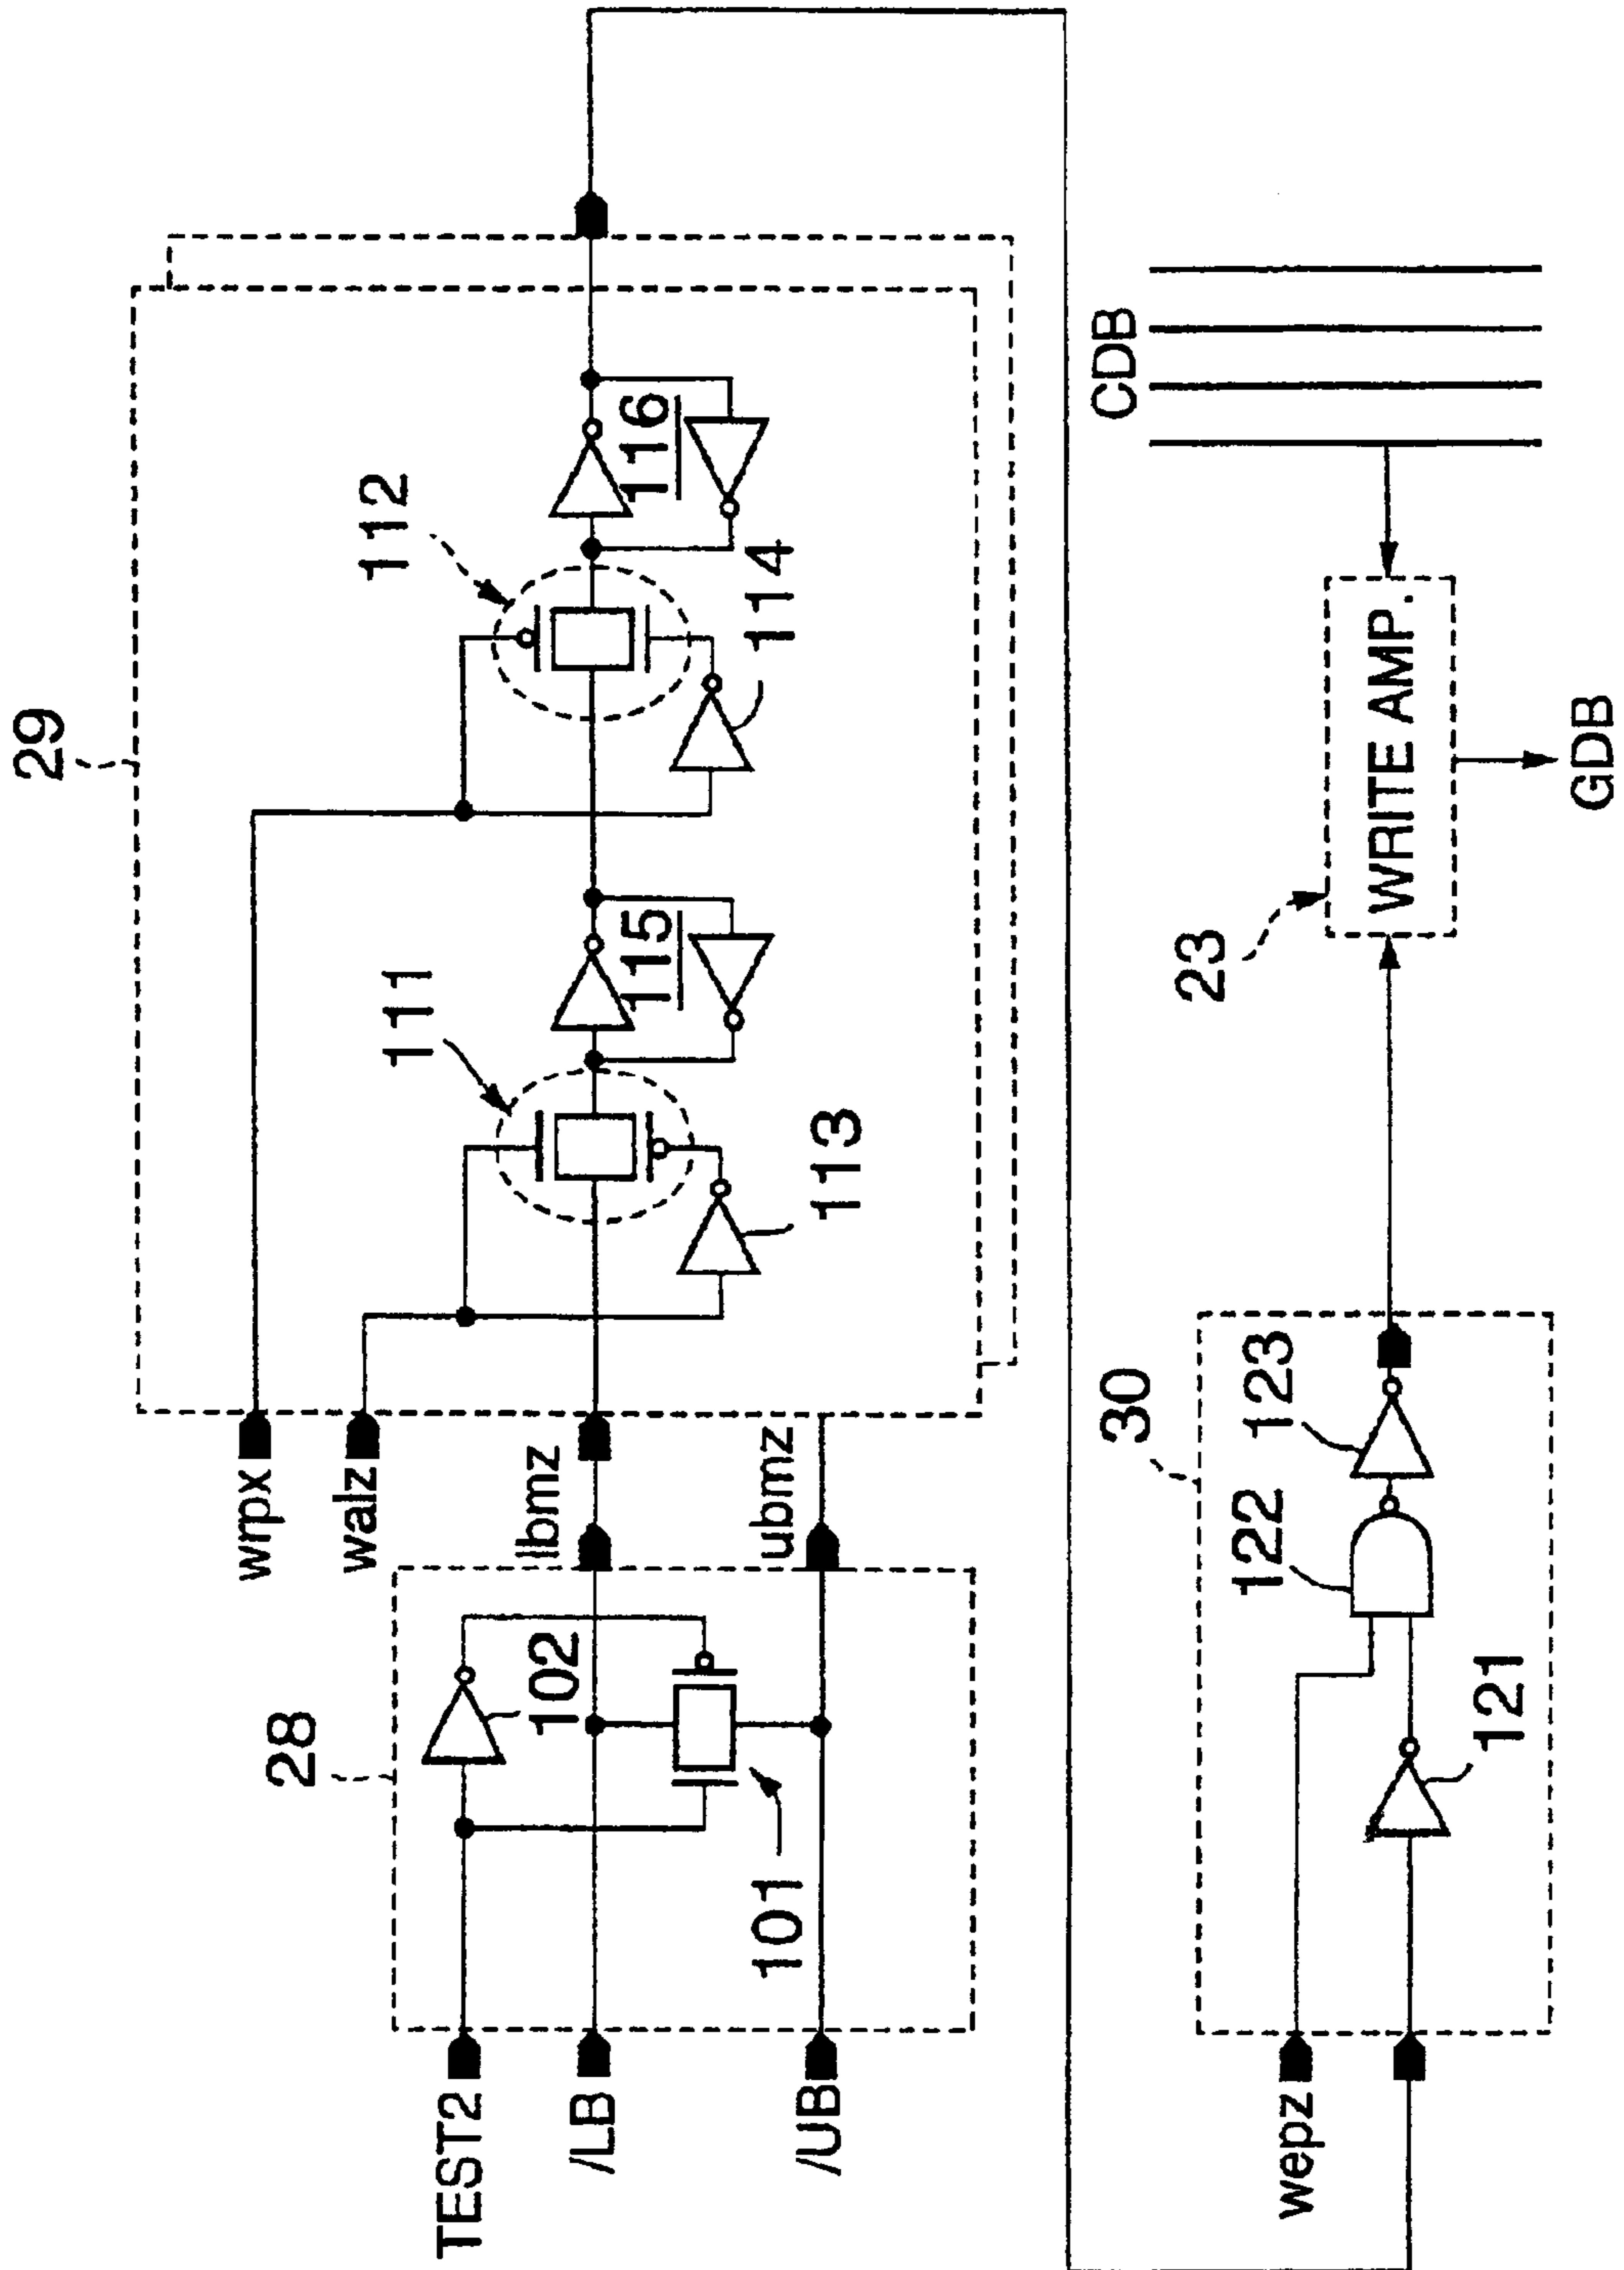 29
112
116
114
111
115
113
wrpx
walz
lbmz
ubmz
28
102
101
TEST2
/LB
/UB
CDB
23
WRITE AMP.
GDB
30
123
122
121
wepz